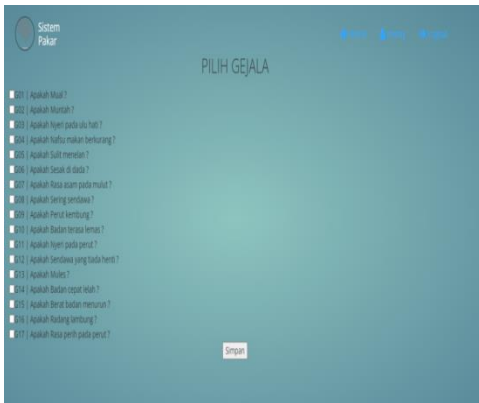 Sistem
Pakar
PILIH GEJALA
G01 | Apakah Mual ?
G02 | Apakah Muntah ?
G03 | Apakah Nyeri pada ulu hati ?
G04 | Apakah Nafsu makan berkurang ?
G05 | Apakah Sulit menelan ?
G06 | Apakah Sesak di dada ?
G07 | Apakah Rasa asam pada mulut ?
G08 | Apakah Sering sendawa ?
G09 | Apakah Perut kembung ?
G10 | Apakah Badan terasa lemas ?
G11 | Apakah Nyeri pada perut ?
G12 | Apakah Sendawa yang tiada henti ?
G13 | Apakah Mules ?
G14 | Apakah Badan cepat lelah ?
G15 | Apakah Berat badan menurun ?
G16 | Apakah Radang lambung ?
G17 | Apakah Rasa perih pada perut ?
Simpan